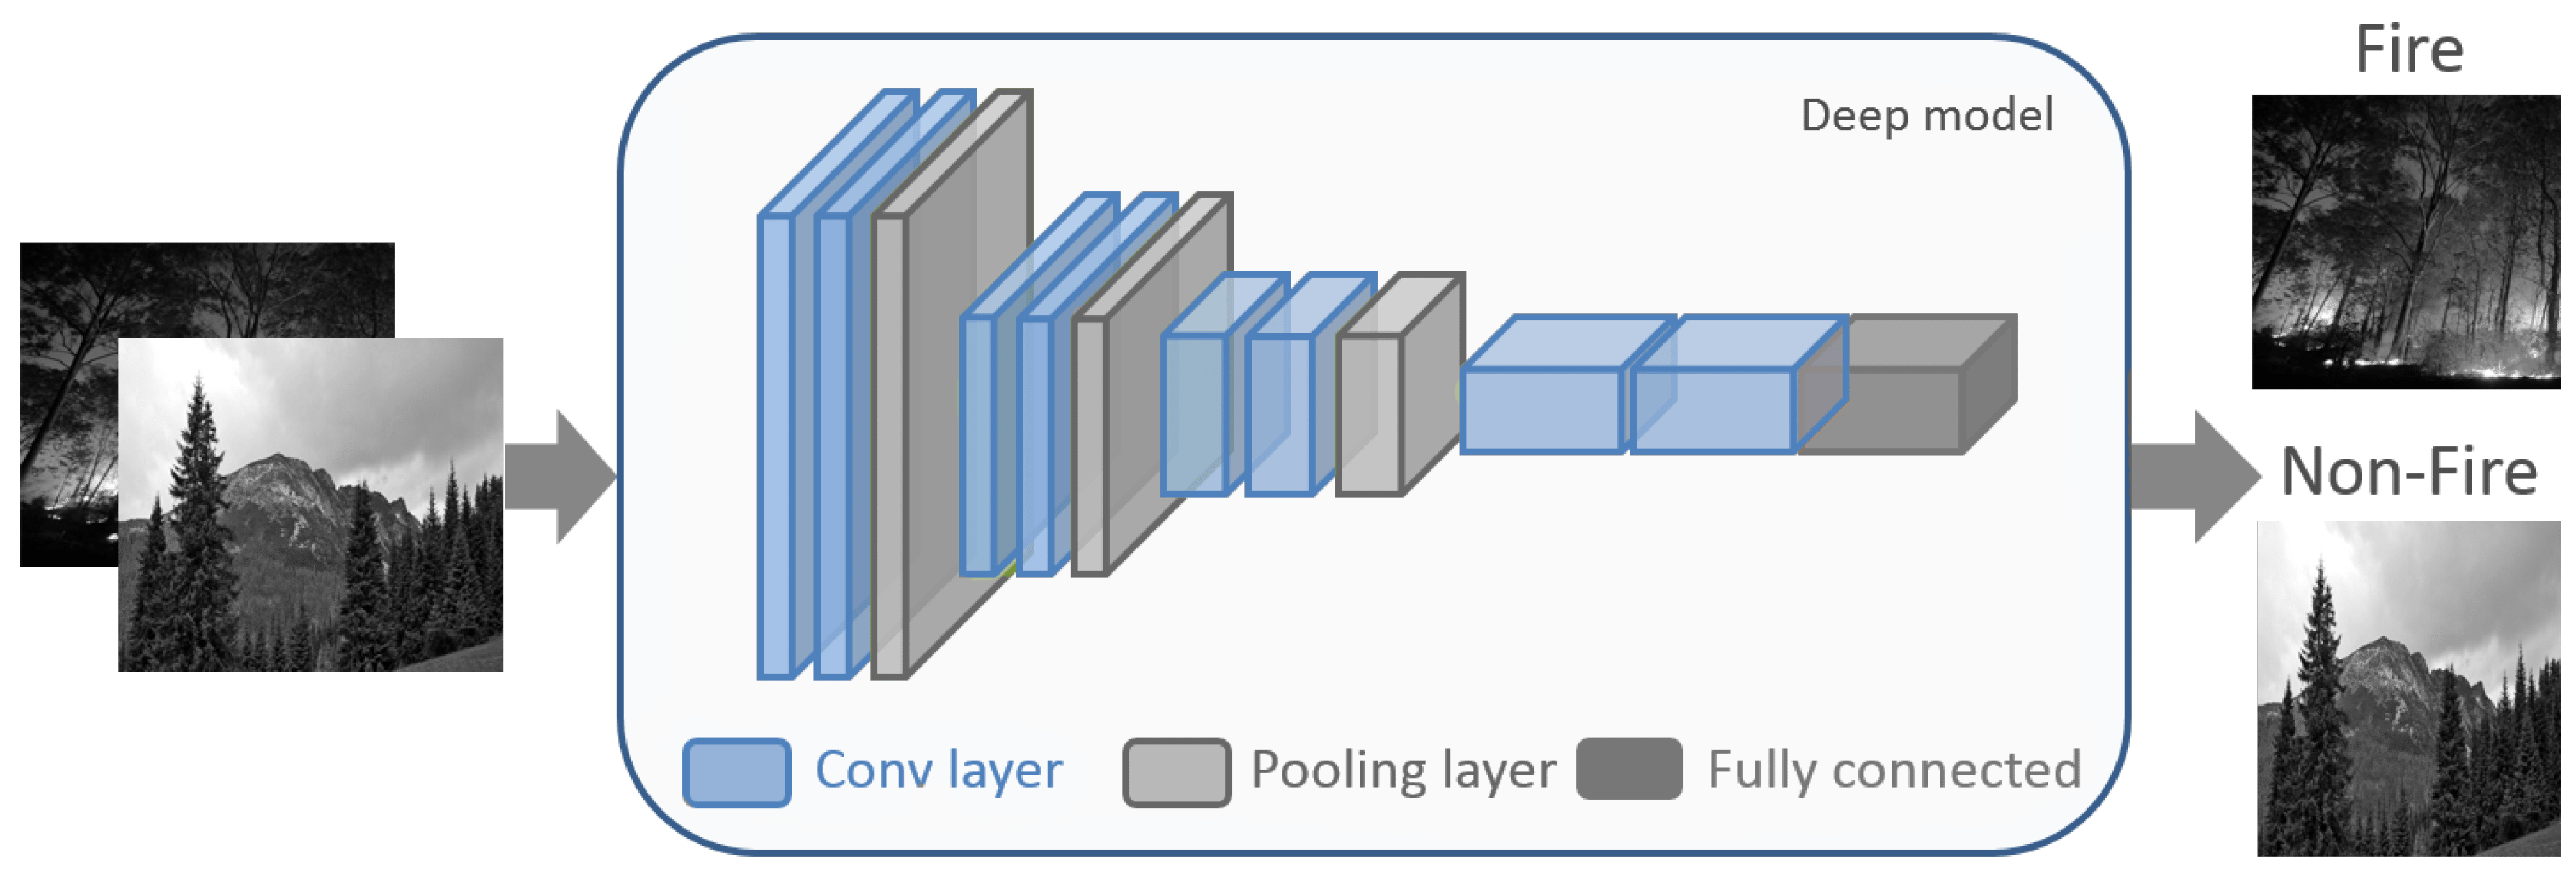 Fire
Deep model
Non-Fire
Conv layer
Pooling layer
Fully connected